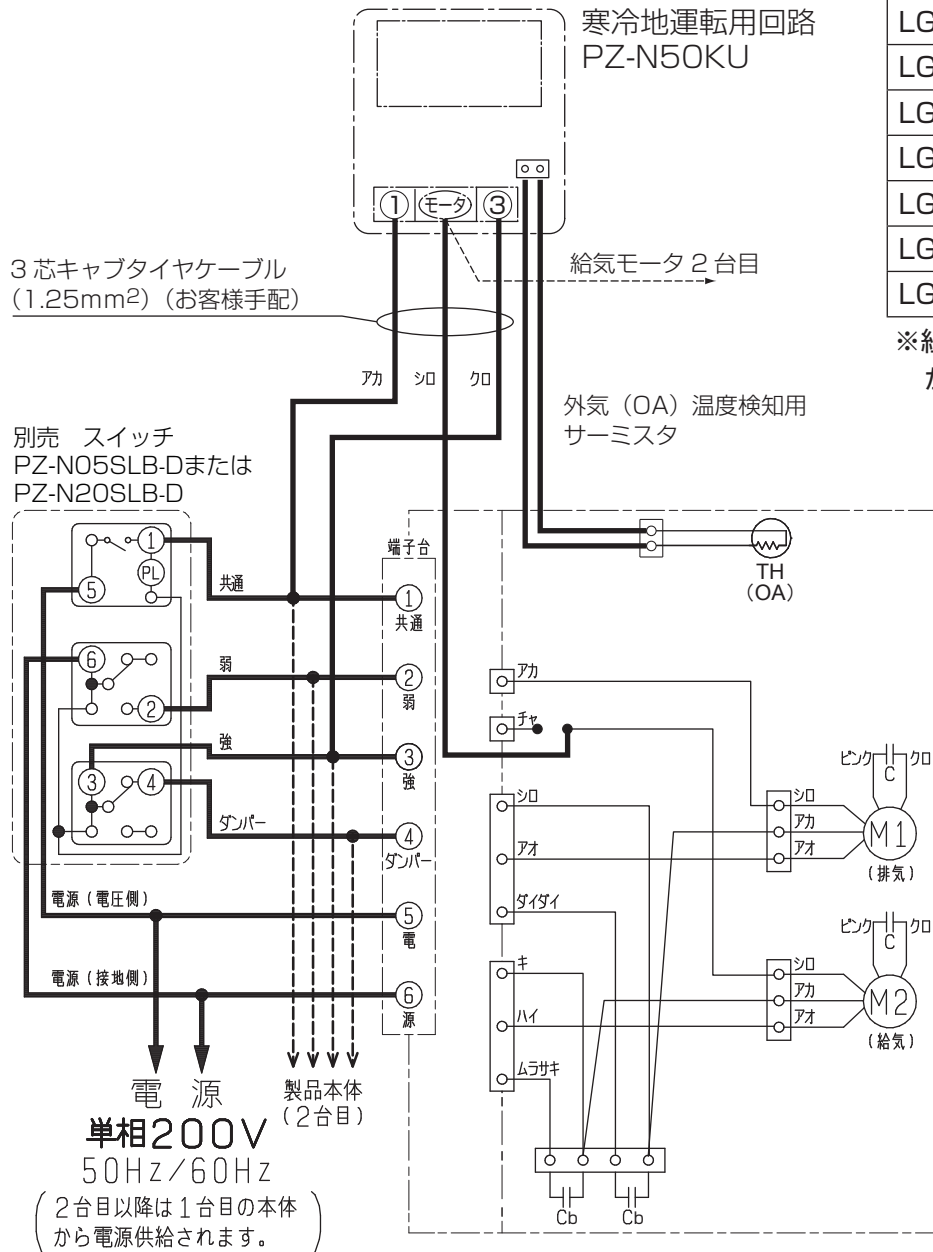 寒冷地運転用回路
PZ-N50KU
LG
LG
LG
LG
LG
LG
LG
① モータ ③
3芯キャブタイヤケーブル
（1.25mm²）（お客様手配）
給気モータ 2 台目
アカ シロ クロ
外気（OA）温度検知用
サーミスタ
別売 スイッチ
PZ-N05SLB-Dまたは
PZ-N20SLB-D
① PL ⑤
共通
⑥ ②
弱
③ ④
強
ダンパー
電源（電圧側）
電源（接地側）
端子台
①
共通
②
弱
③
強
④
ダンパー
⑤
電
⑥
源
TH
(OA)
アカ
チャ
シロ
アオ
ダイダイ
キ
ハイ
ムラサキ
ピンク C クロ
シロ
アカ
アオ
M1
（排気）
ピンク C クロ
シロ
アカ
アオ
M2
（給気）
Cb Cb
電 源
単相200V
50Hz/60Hz
2台目以降は1台目の本体
から電源供給されます。
製品本体
（2台目）